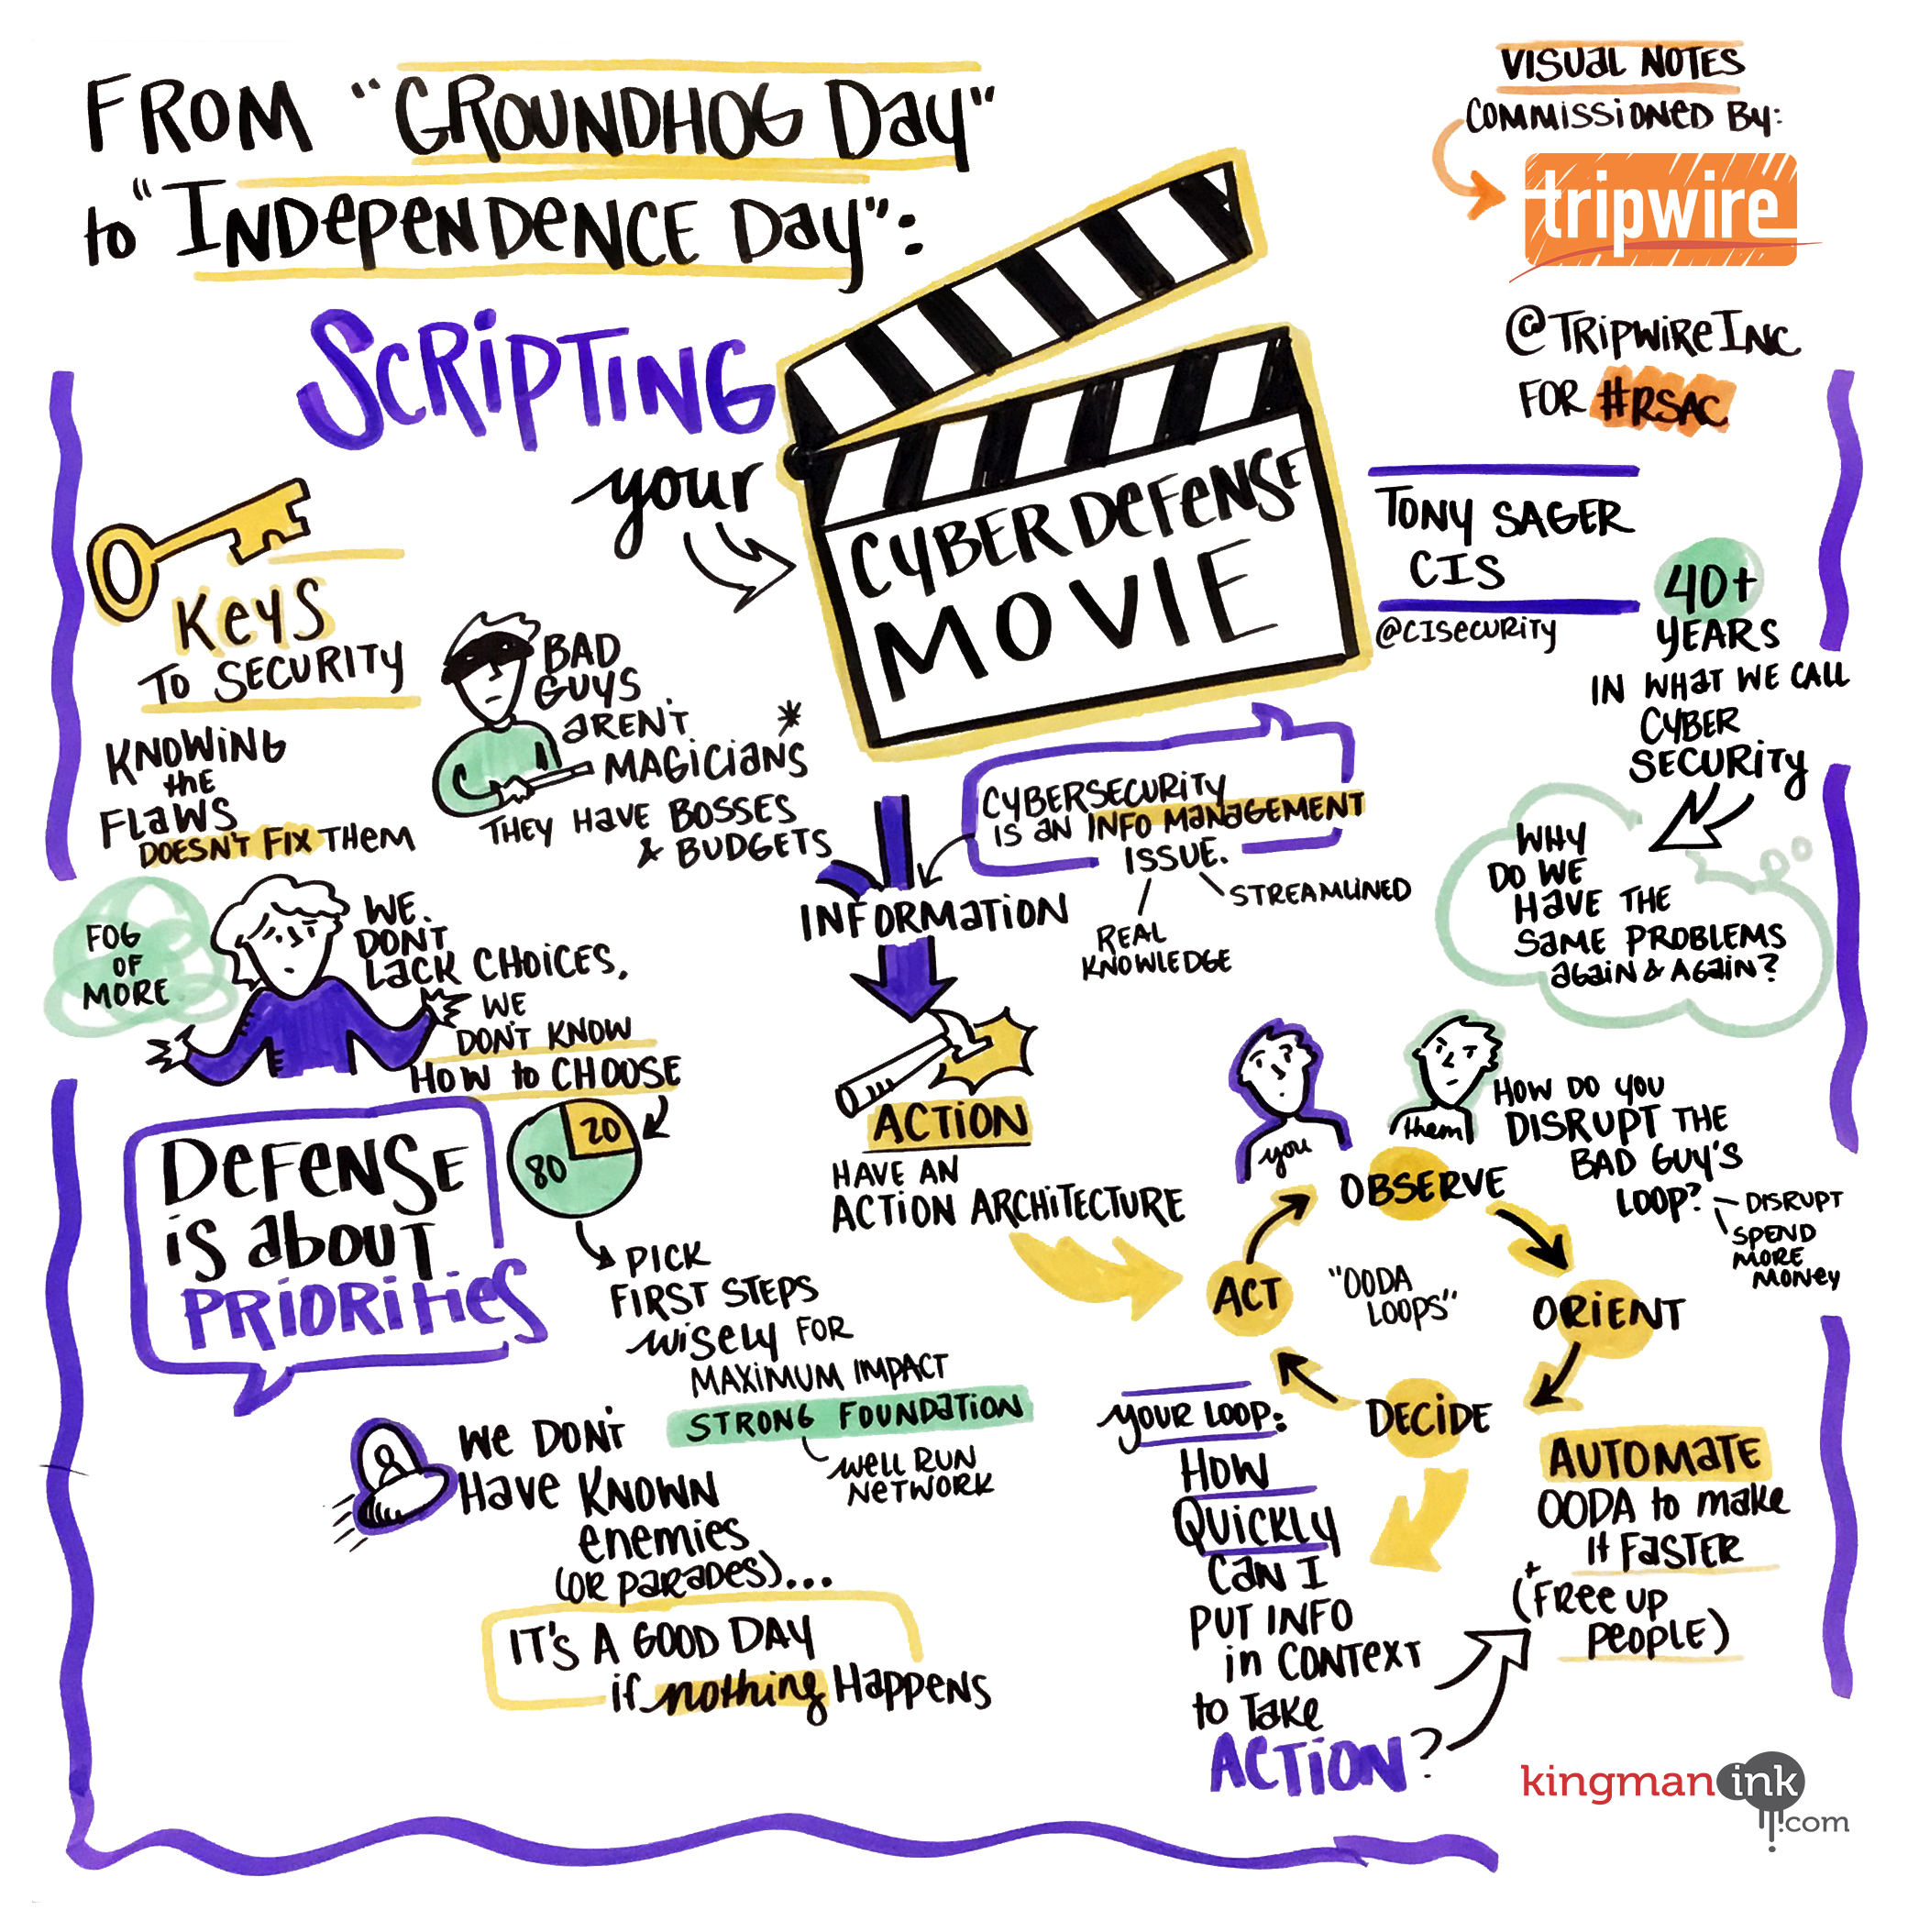 FROM "GROUNDHOG Day"
to "INDEPENDENCE Day":
SCRIPTING
your
CYBER DEFENSE
MOVIE
VISUAL NOTES
COMMISSIONED By:
tripwire
@TRIPWIREINC
FOR #RSAC
TONY SAGER
CIS
@CISECURITY
40+
YEARS
IN WHAT WE CALL
CYBER
SECURITY
WHY
DO WE
HAVE THE
SAME PROBLEMS
AGAIN & AGAIN?
KEYS
TO SECURITY
KNOWING
the
FLAWS
DOESN'T FIX THEM
BAD
GUYS
AREN'T
MAGICIANS*
THEY HAVE BOSSES
& BUDGETS
CYBERSECURITY
IS AN INFO MANAGEMENT
ISSUE.
STREAMLINED
REAL
KNOWLEDGE
INFORMATION
ACTION
HAVE AN
ACTION ARCHITECTURE
FOG
OF
MORE
WE
DON'T
LACK CHOICES.
WE
DON'T KNOW
HOW to CHOOSE
20
80
DEFENSE
IS ABOUT
PRIORITIES
PICK
FIRST STEPS
WISELY FOR
MAXIMUM IMPACT
STRONG FOUNDATION
WELL RUN
NETWORK
WE DON'T
HAVE KNOWN
ENEMIES
(OR PARADES)...
IT'S A GOOD DAY
if nothing HAPPENS
you
them
HOW DO YOU
DISRUPT THE
BAD GUY'S
LOOP?
DISRUPT
SPEND
MORE
MONEY
OBSERVE
ORIENT
DECIDE
ACT
"OODA
LOOPS"
YOUR LOOP:
HOW
QUICKLY
CAN I
PUT INFO
in CONTEXT
to TAKE
ACTION?
AUTOMATE
OODA to MAKE
It FASTER
+
(FREE UP
PEOPLE)
kingman ink
.com